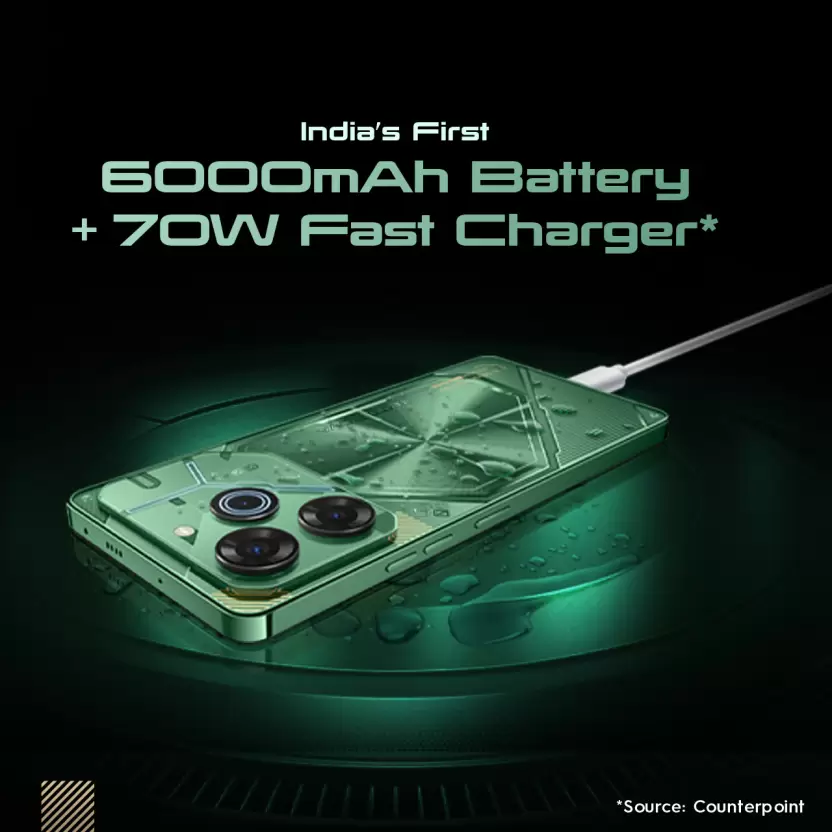 India's First
6000mAh Battery
+ 70W Fast Charger*
*Source: Counterpoint